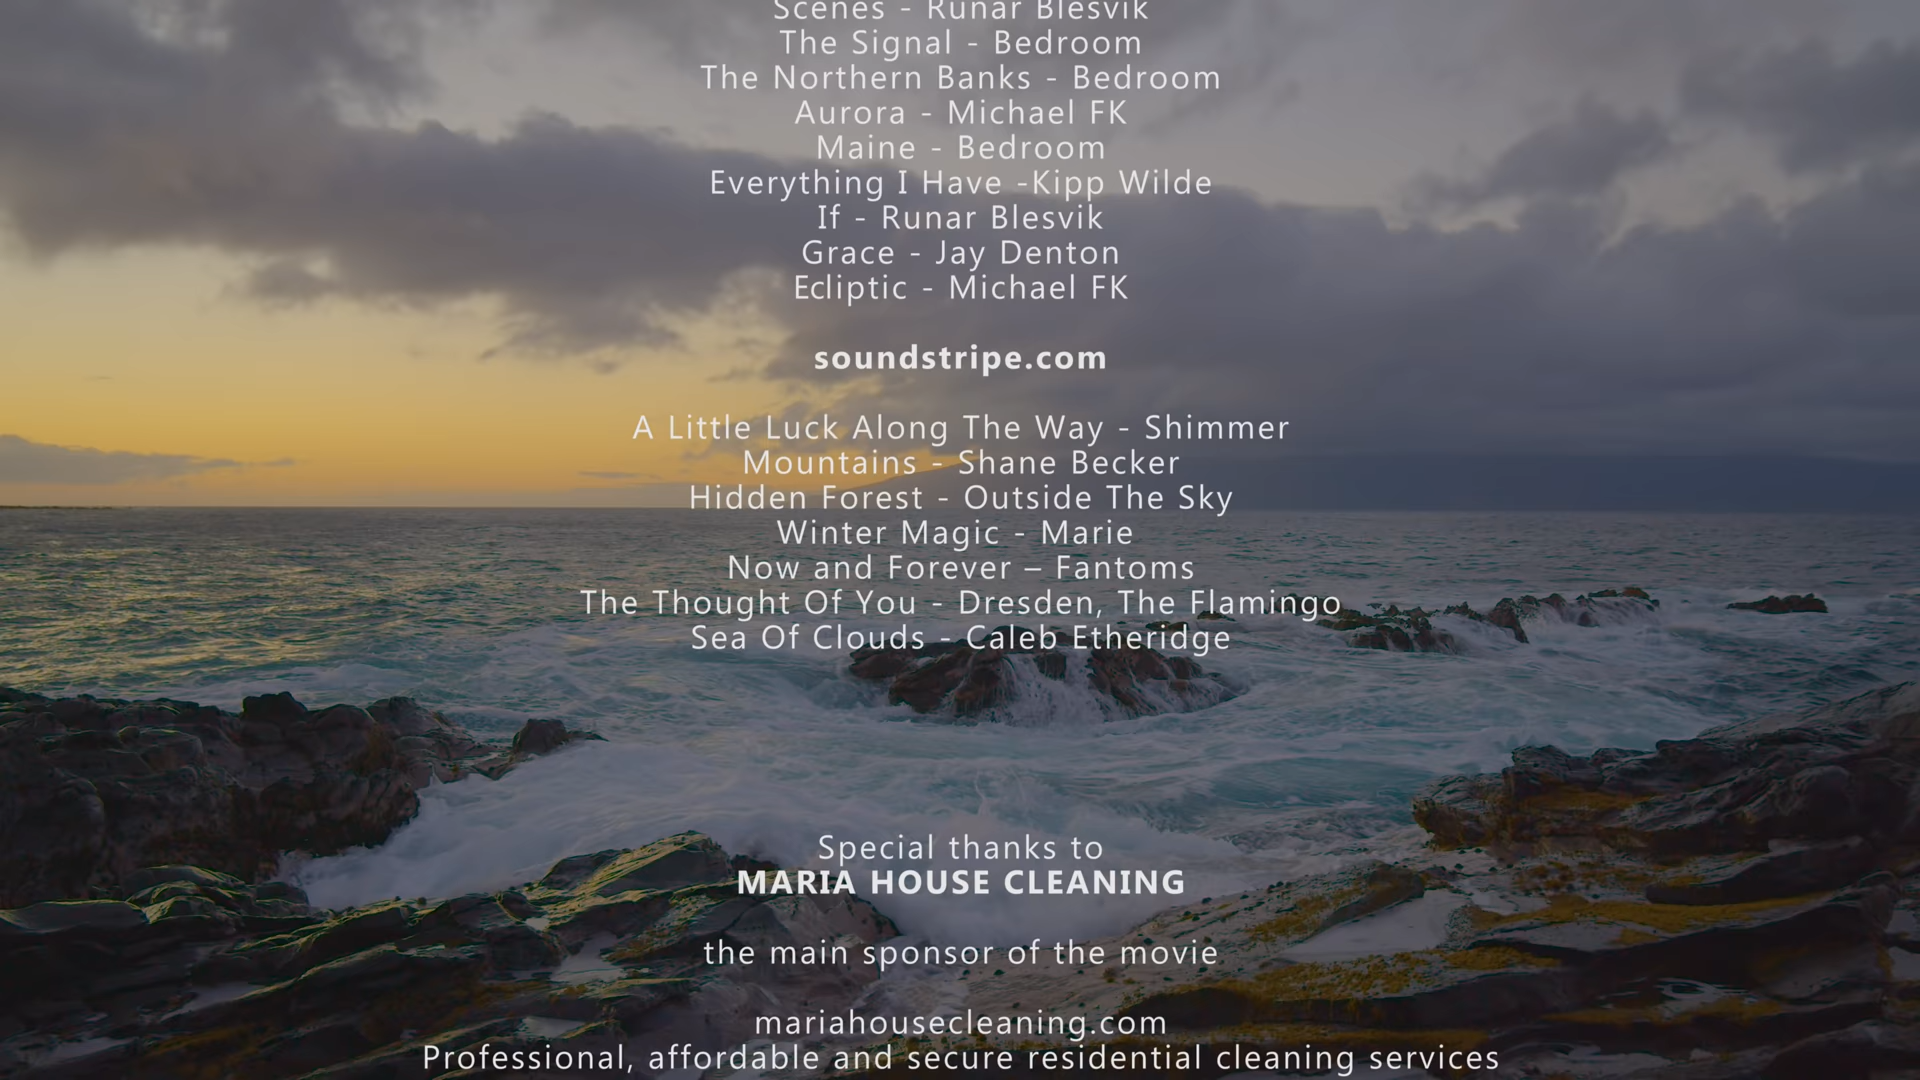 Scenes - Runar Blesvik
The Signal - Bedroom
The Northern Banks - Bedroom
Aurora - Michael FK
Maine - Bedroom
Everything I Have -Kipp Wilde
If - Runar Blesvik
Grace - Jay Denton
Ecliptic - Michael FK
soundstripe.com
A Little Luck Along The Way - Shimmer
Mountains - Shane Becker
Hidden Forest - Outside The Sky
Winter Magic - Marie
Now and Forever – Fantoms
The Thought Of You - Dresden, The Flamingo
Sea Of Clouds - Caleb Etheridge
Special thanks to
MARIA HOUSE CLEANING
the main sponsor of the movie
mariahousecleaning.com
Professional, affordable and secure residential cleaning services